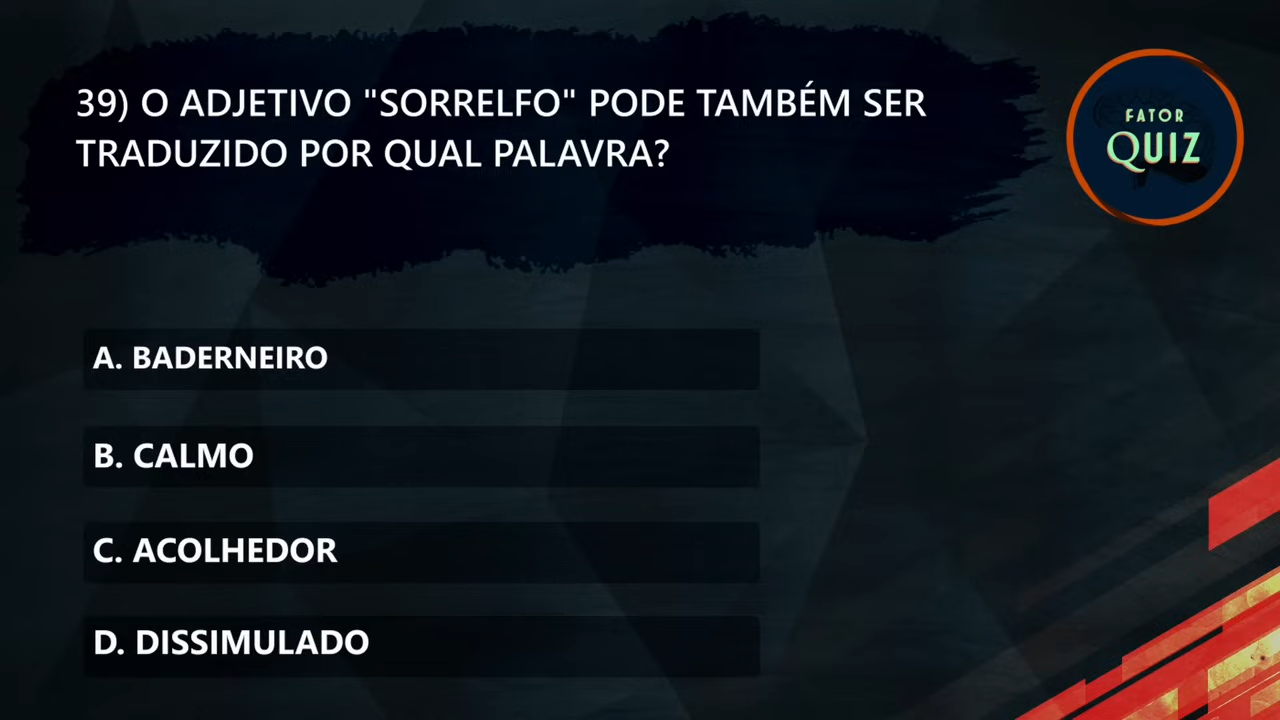 39) O ADJETIVO "SORRELFO" PODE TAMBÉM SER
TRADUZIDO POR QUAL PALAVRA?
FATOR
QUIZ
A. BADERNEIRO
B. CALMO
C. ACOLHEDOR
D. DISSIMULADO